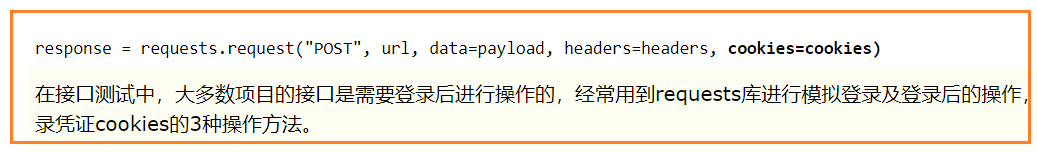 response = requests.request("POST", url, data=payload, headers=headers, cookies=cookies)
在接口测试中，大多数项目的接口是需要登录后进行操作的，经常用到requests库进行模拟登录及登录后的操作，
录凭证cookies的3种操作方法。